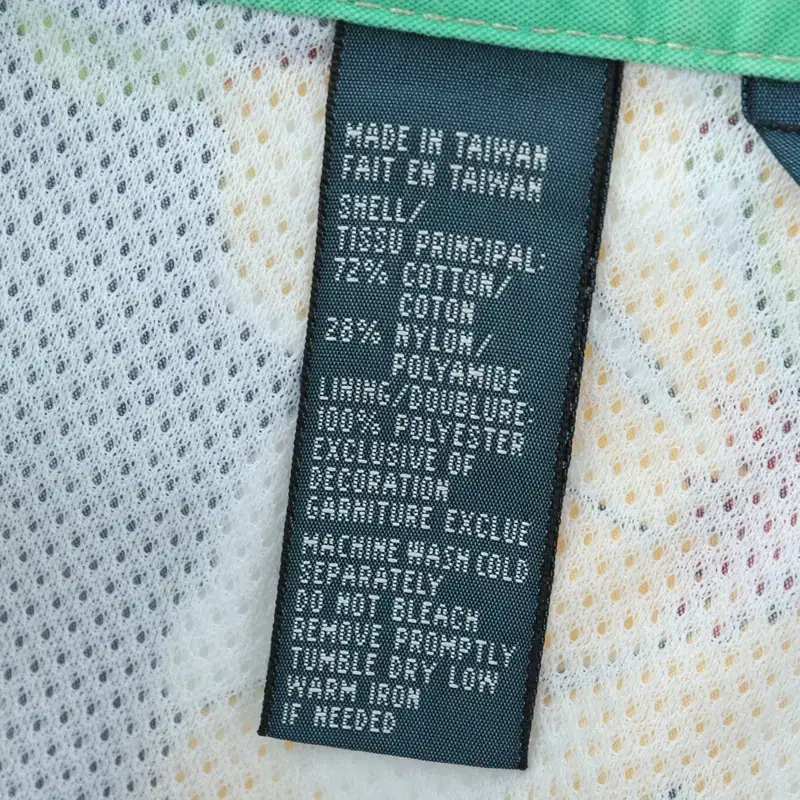 MADE IN TAIWAN
FAIT EN TAIWAN
SHELL/
TISSU PRINCIPAL:
72% COTTON/
COTON
28% NYLON/
POLYAMIDE
LINING/DOUBLURE:
100% POLYESTER
EXCLUSIVE OF
DECORATION
GARNITURE EXCLUE
MACHINE WASH COLD
SEPARATELY
DO NOT BLEACH
REMOVE PROMPTLY
TUMBLE DRY LOW
WARM IRON
IF NEEDED